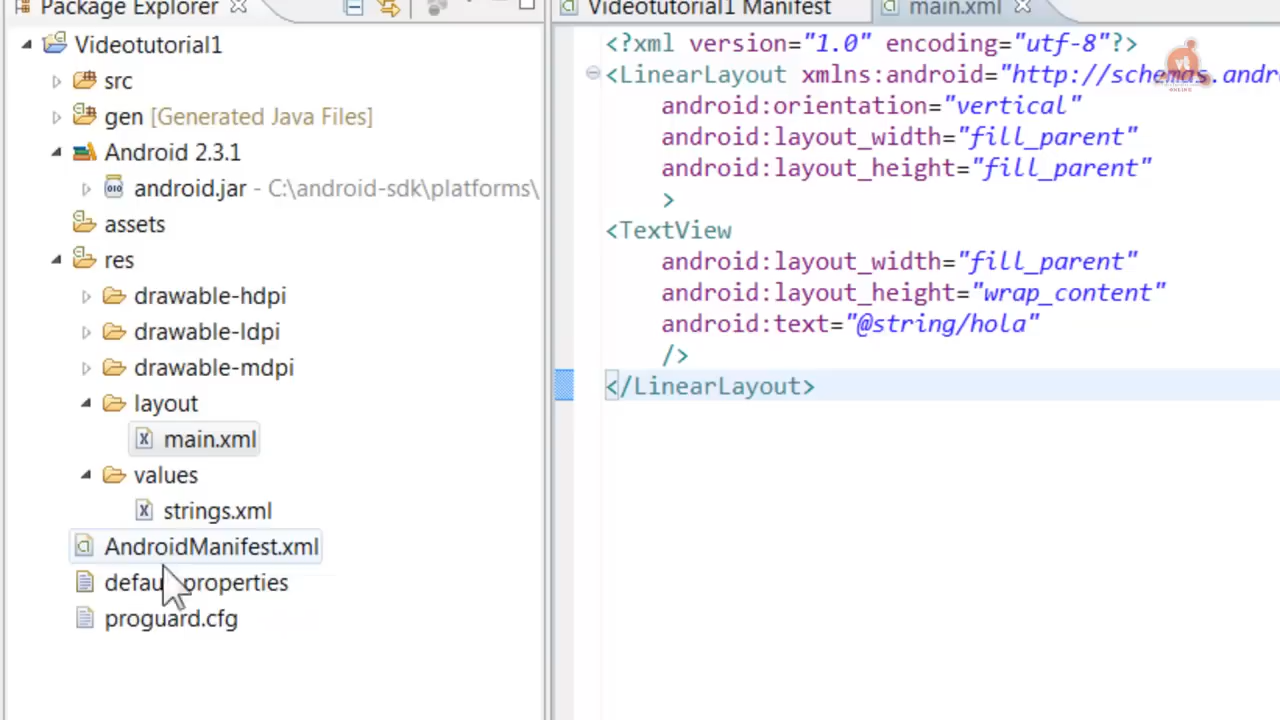 Package Explorer
Videotutorial1
src
gen [Generated Java Files]
Android 2.3.1
android.jar - C:\android-sdk\platforms\
assets
res
drawable-hdpi
drawable-ldpi
drawable-mdpi
layout
main.xml
values
strings.xml
AndroidManifest.xml
proguard.cfg
Videotutorial1 Manifest
main.xml
<?xml version="1.0" encoding="utf-8"?>
<LinearLayout xmlns:android="http://schemas.andr
android:orientation="vertical"
android:layout_width="fill_parent"
android:layout_height="fill_parent"
>
<TextView
android:layout_width="fill_parent"
android:layout_height="wrap_content"
android:text="@string/hola"
/>
</LinearLayout>
vt